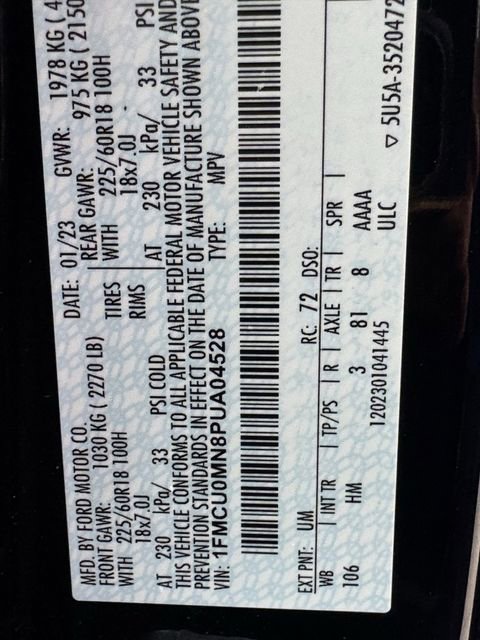 MFD. BY FORD MOTOR CO. DATE: 01/23 GVWR: 1978 KG (4
FRONT GAWR: 1030 KG (2270 LB) REAR GAWR: 975 KG (2150
WITH 225/60R18 100H TIRES WITH 225/60R18 100H
18x7.0J RIMS 18x7.0J
AT 230 kPa/ 33 PSI COLD AT 230 kPa/ 33 PSI
THIS VEHICLE CONFORMS TO ALL APPLICABLE FEDERAL MOTOR VEHICLE SAFETY AND
PREVENTION STANDARDS IN EFFECT ON THE DATE OF MANUFACTURE SHOWN ABOVE
VIN: 1FMCU0MN8PUA04528 TYPE: MPV
EXT PNT: UM RC: 72 DSO:
WB INT TR TP/PS R AXLE TR SPR
106 HM 3 81 8 AAAA
1202301041445 ULC
▽ 5U5A-3520472